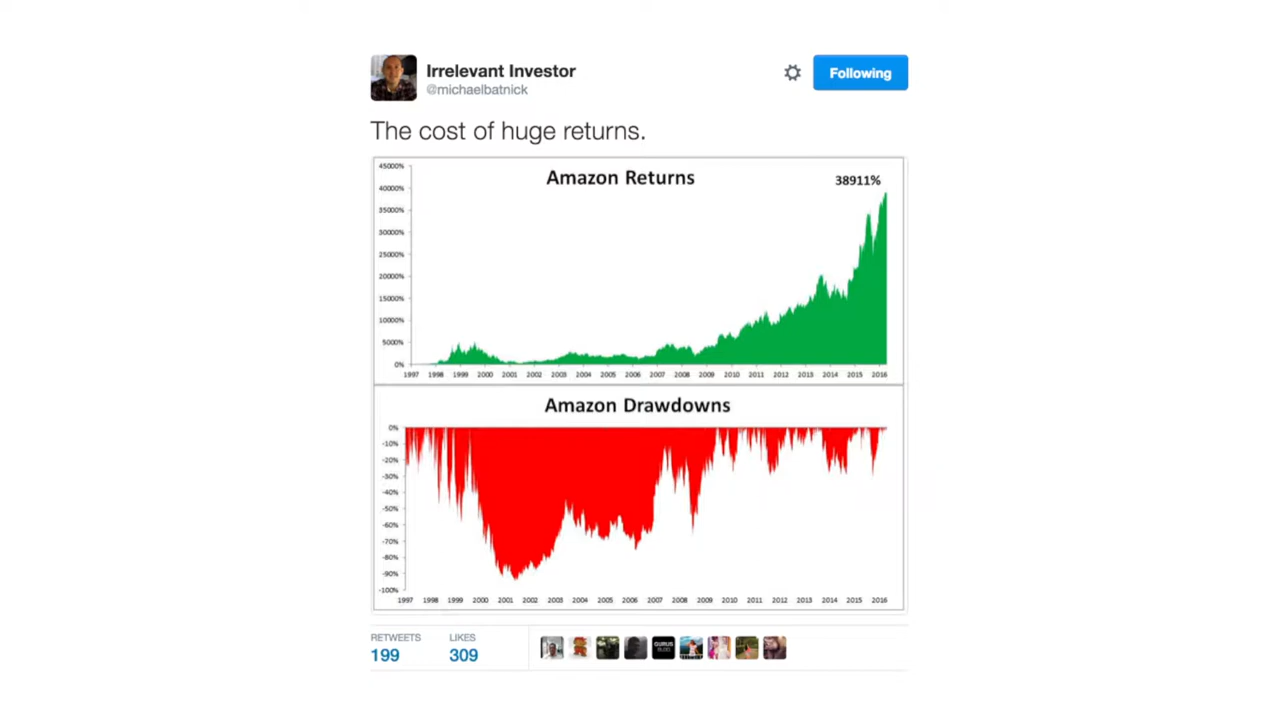 Irrelevant Investor
@michaelbatnick
Following
The cost of huge returns.
Amazon Returns
38911%
45000%
40000%
35000%
30000%
25000%
20000%
15000%
10000%
5000%
0%
1997 1998 1999 2000 2001 2002 2003 2004 2005 2006 2007 2008 2009 2010 2011 2012 2013 2014 2015 2016
Amazon Drawdowns
0%
-10%
-20%
-30%
-40%
-50%
-60%
-70%
-80%
-90%
-100%
1997 1998 1999 2000 2001 2002 2003 2004 2005 2006 2007 2008 2009 2010 2011 2012 2013 2014 2015 2016
RETWEETS LIKES
199 309
GURUS
BLOG